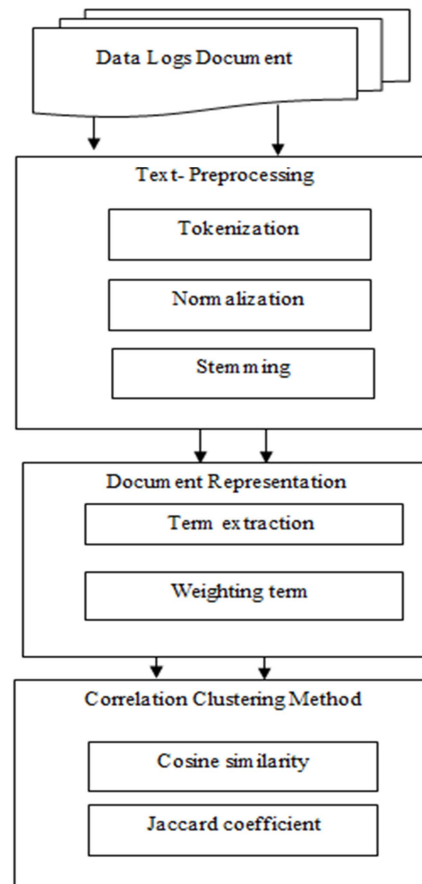 Data Logs Document
Text- Preprocessing
Tokenization
Normalization
Stemming
Document Representation
Term extraction
Weighting term
Correlation Clustering Method
Cosine similarity
Jaccard coefficient